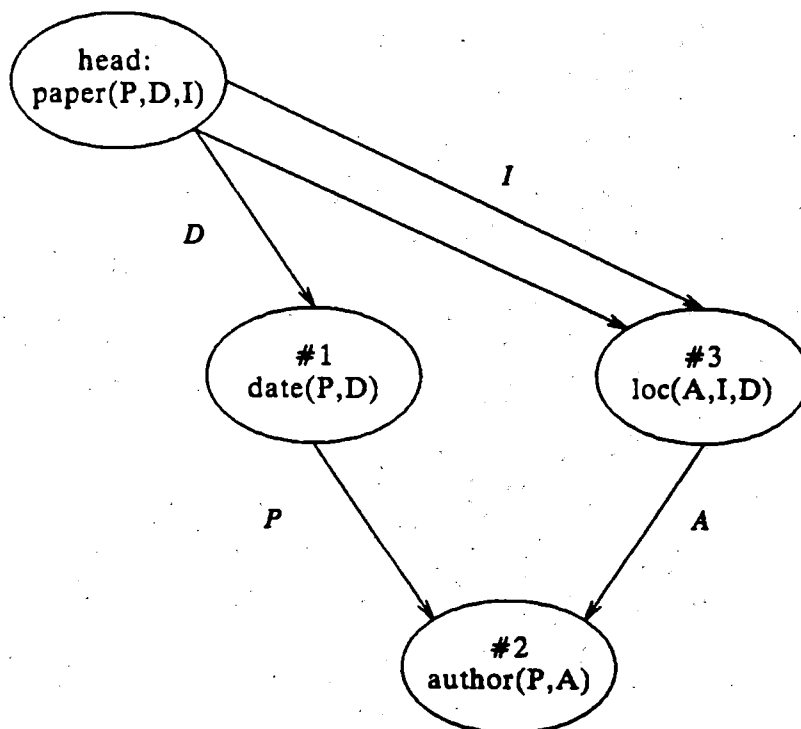 head:
paper(P,D,I)
I
D
#1
date(P,D)
#3
loc(A,I,D)
P
A
#2
author(P,A)